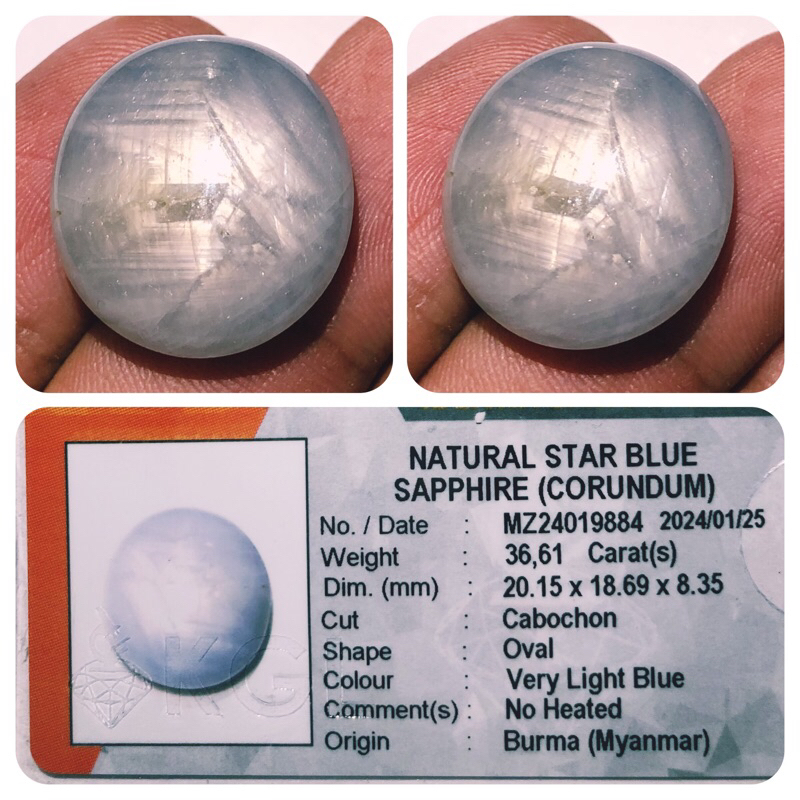 NATURAL STAR BLUE
SAPPHIRE (CORUNDUM)
No. / Date : MZ24019884 2024/01/25
Weight : 36,61 Carat(s)
Dim. (mm) : 20.15 x 18.69 x 8.35
Cut : Cabochon
Shape : Oval
Colour : Very Light Blue
Comment(s) : No Heated
Origin : Burma (Myanmar)
KGL